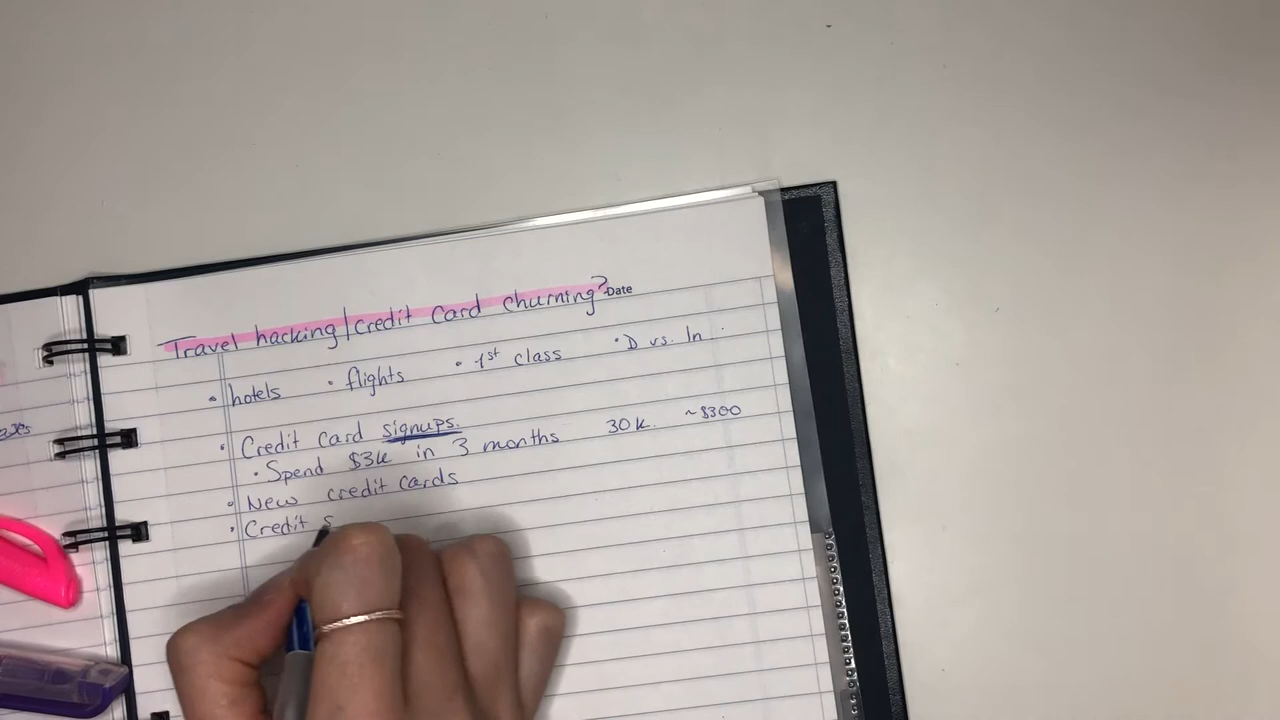 Travel hacking/Credit Card churning? Date
• hotels • flights • 1st class • D vs. In
• Credit Card signups.
• Spend $3k in 3 months 30k. ~$300
• New credit cards
• Credit s